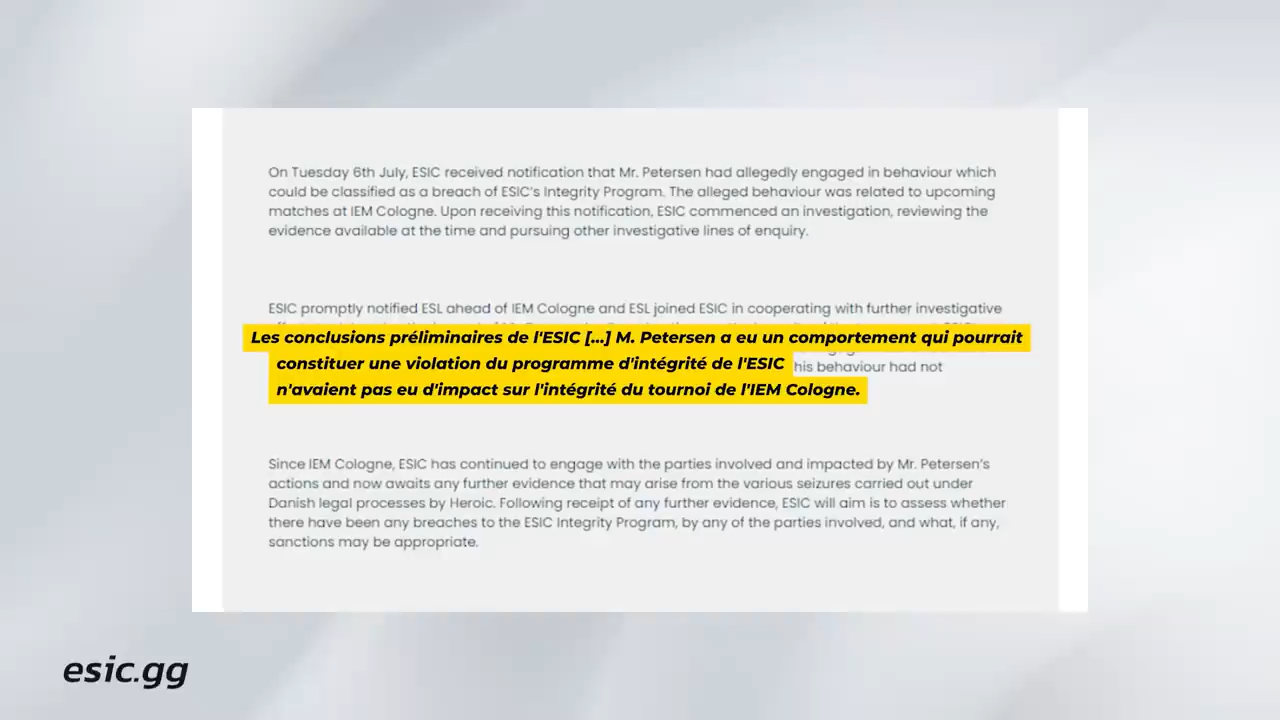 On Tuesday 6th July, ESIC received notification that Mr. Petersen had allegedly engaged in behaviour which
could be classified as a breach of ESIC's Integrity Program. The alleged behaviour was related to upcoming
matches at IEM Cologne. Upon receiving this notification, ESIC commenced an investigation, reviewing the
evidence available at the time and pursuing other investigative lines of enquiry.
ESIC promptly notified ESL ahead of IEM Cologne and ESL joined ESIC in cooperating with further investigative
Les conclusions préliminaires de l'ESIC [...] M. Petersen a eu un comportement qui pourrait
constituer une violation du programme d'intégrité de l'ESIC his behaviour had not
n'avaient pas eu d'impact sur l'intégrité du tournoi de l'IEM Cologne.
Since IEM Cologne, ESIC has continued to engage with the parties involved and impacted by Mr. Petersen's
actions and now awaits any further evidence that may arise from the various seizures carried out under
Danish legal processes by Heroic. Following receipt of any further evidence, ESIC will aim is to assess whether
there have been any breaches to the ESIC Integrity Program, by any of the parties involved, and what, if any,
sanctions may be appropriate.
esic.gg